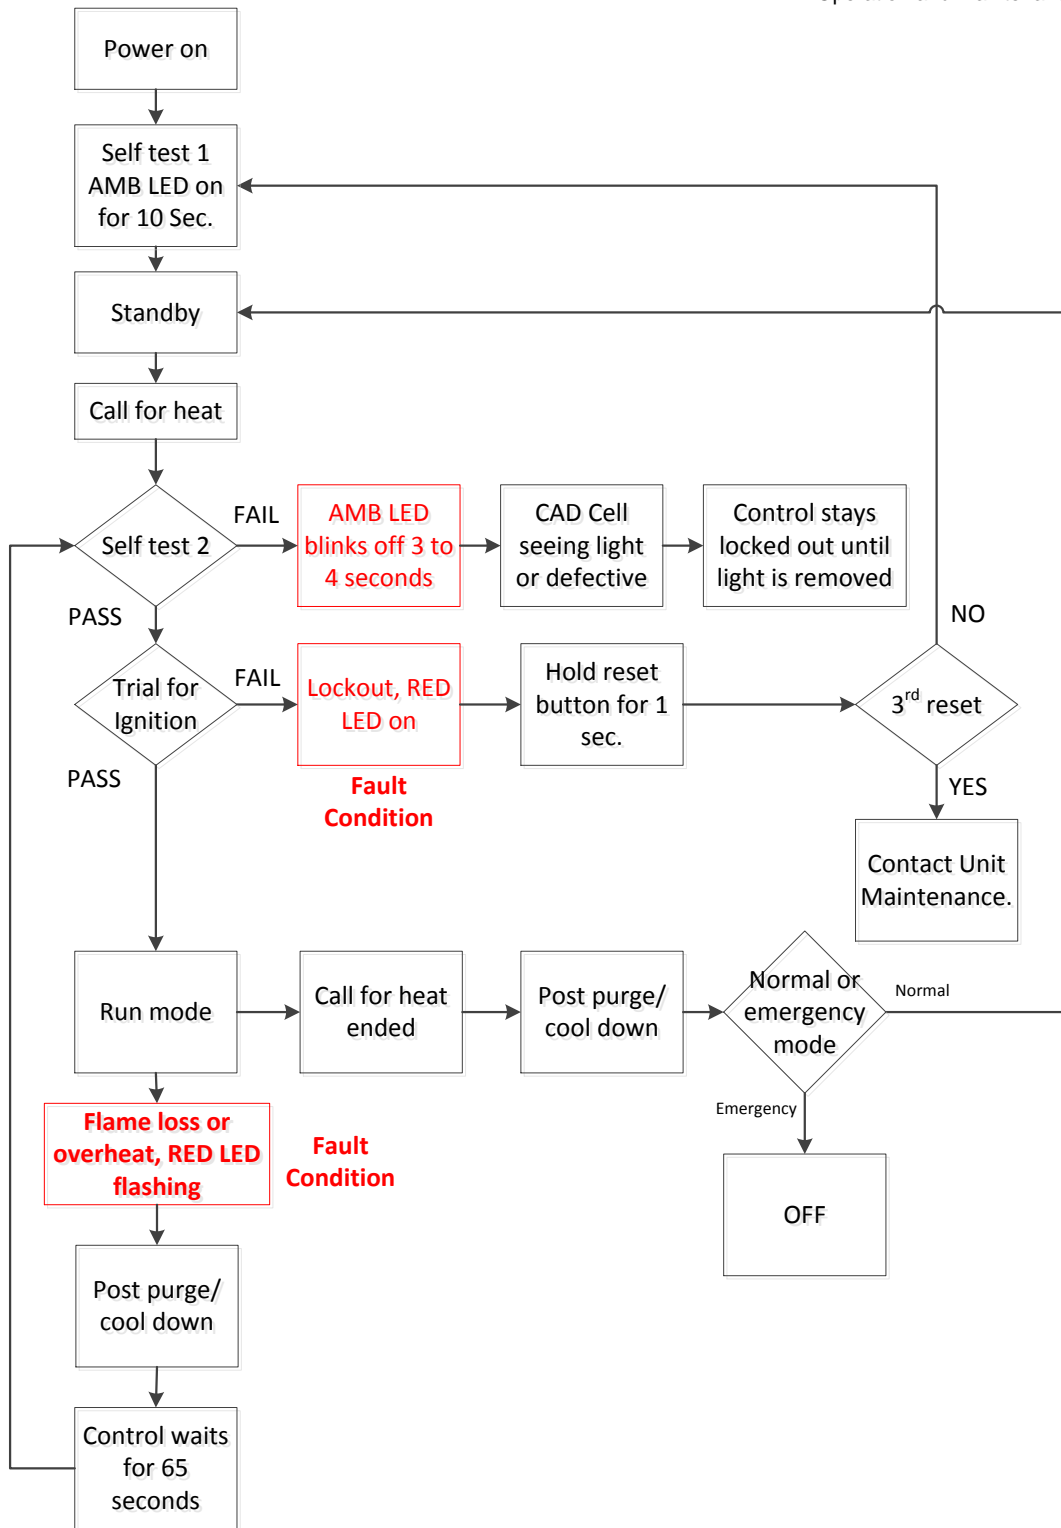 Power on
Self test 1
AMB LED on
for 10 Sec.
Standby
Call for heat
Self test 2
FAIL
AMB LED
blinks off 3 to
4 seconds
CAD Cell
seeing light
or defective
Control stays
locked out until
light is removed
PASS
NO
Trial for
Ignition
FAIL
Lockout, RED
LED on
Hold reset
button for 1
sec.
3rd reset
PASS
Fault
Condition
YES
Contact Unit
Maintenance.
Run mode
Call for heat
ended
Post purge/
cool down
Normal or
emergency
mode
Normal
Emergency
Flame loss or
overheat, RED LED
flashing
Fault
Condition
OFF
Post purge/
cool down
Control waits
for 65
seconds